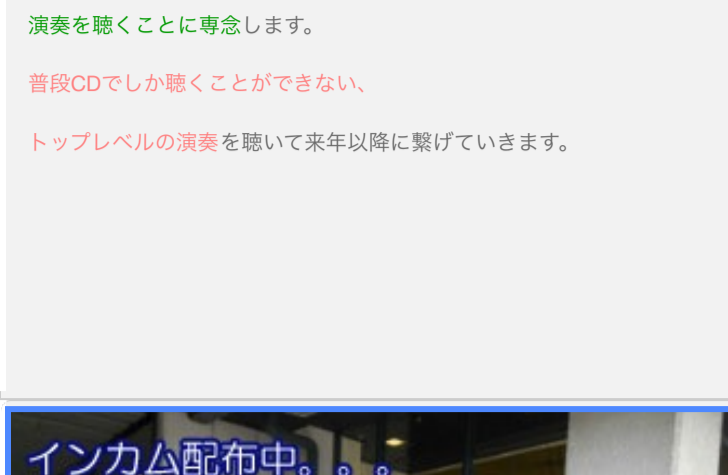 演奏を聴くことに専念します。
普段CDでしか聴くことができない、
トップレベルの演奏を聴いて来年以降に繋げていきます。
インカム配布中。。。